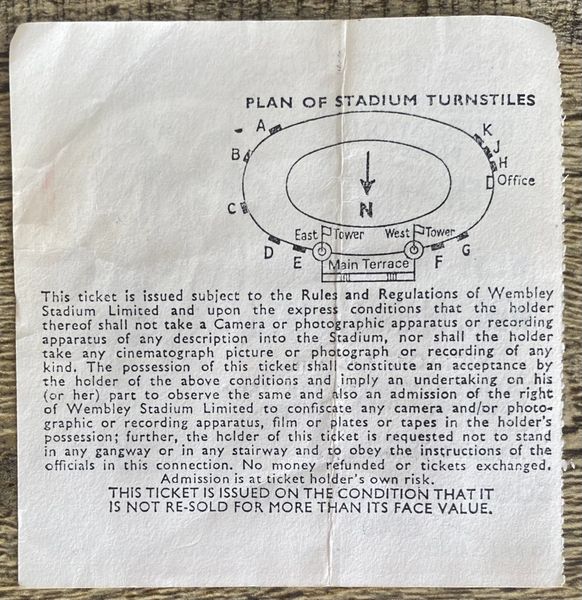 PLAN OF STADIUM TURNSTILES
A
K
J
B
H
Office
C
N
East Tower
West Tower
D
E
F
G
Main Terrace
This ticket is issued subject to the Rules and Regulations of Wembley
Stadium Limited and upon the express conditions that the holder
thereof shall not take a Camera or photographic apparatus or recording
apparatus of any description into the Stadium, nor shall the holder
take any cinematograph picture or photograph or recording of any
kind. The possession of this ticket shall constitute an acceptance by
the holder of the above conditions and imply an undertaking on his
(or her) part to observe the same and also an admission of the right
of Wembley Stadium Limited to confiscate any camera and/or photo-
graphic or recording apparatus, film or plates or tapes in the holder's
possession; further, the holder of this ticket is requested not to stand
in any gangway or in any stairway and to obey the instructions of the
officials in this connection. No money refunded or tickets exchanged.
Admission is at ticket holder's own risk.
THIS TICKET IS ISSUED ON THE CONDITION THAT IT
IS NOT RE-SOLD FOR MORE THAN ITS FACE VALUE.